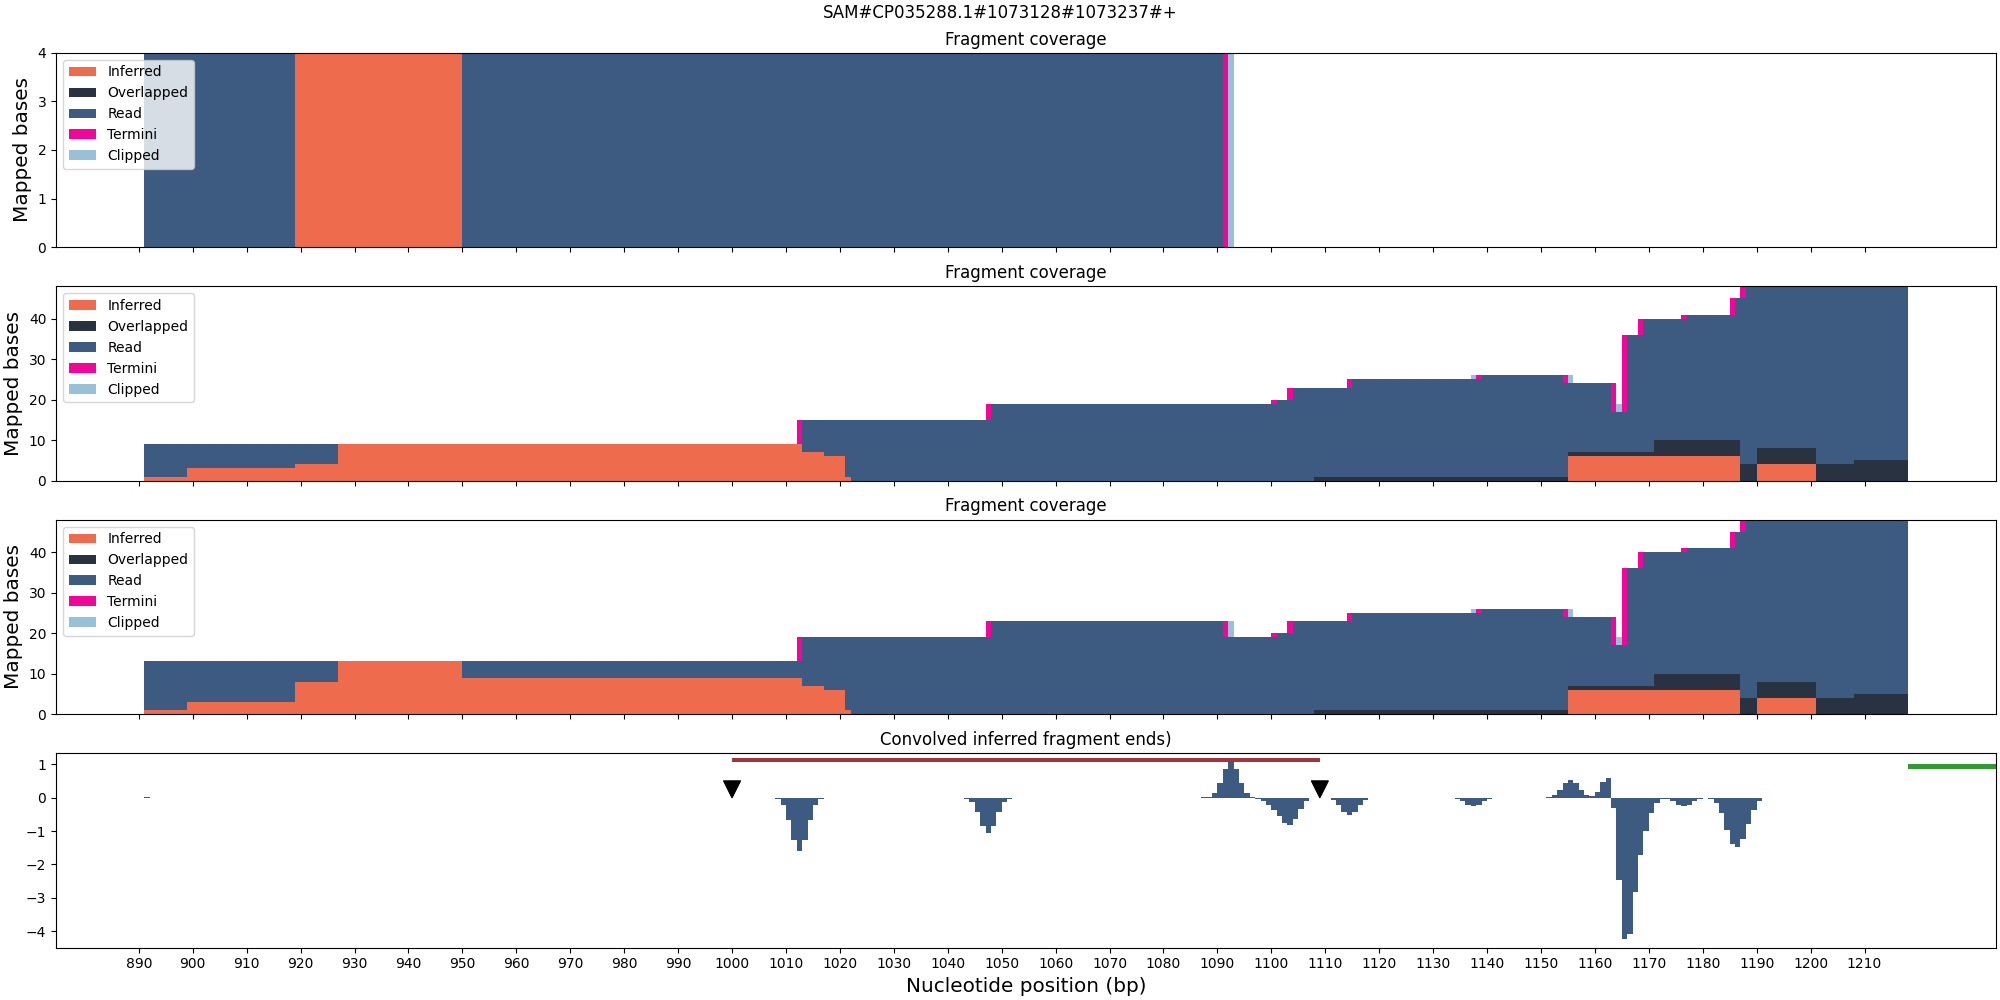 SAM#CP035288.1#1073128#1073237#+
Fragment coverage
Mapped bases
4
3
2
1
0
Inferred
Overlapped
Read
Termini
Clipped
Fragment coverage
Mapped bases
40
30
20
10
0
Inferred
Overlapped
Read
Termini
Clipped
Fragment coverage
Mapped bases
40
30
20
10
0
Inferred
Overlapped
Read
Termini
Clipped
Convolved inferred fragment ends)
1
0
−1
−2
−3
−4
890 900 910 920 930 940 950 960 970 980 990 1000 1010 1020 1030 1040 1050 1060 1070 1080 1090 1100 1110 1120 1130 1140 1150 1160 1170 1180 1190 1200 1210
Nucleotide position (bp)